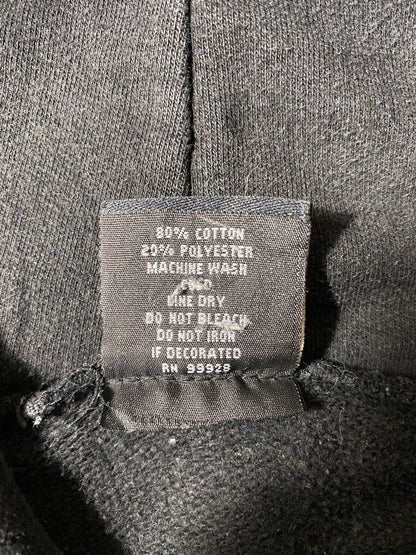 80% COTTON
20% POLYESTER
MACHINE WASH
COLD
LINE DRY
DO NOT BLEACH
DO NOT IRON
IF DECORATED
RN 99928